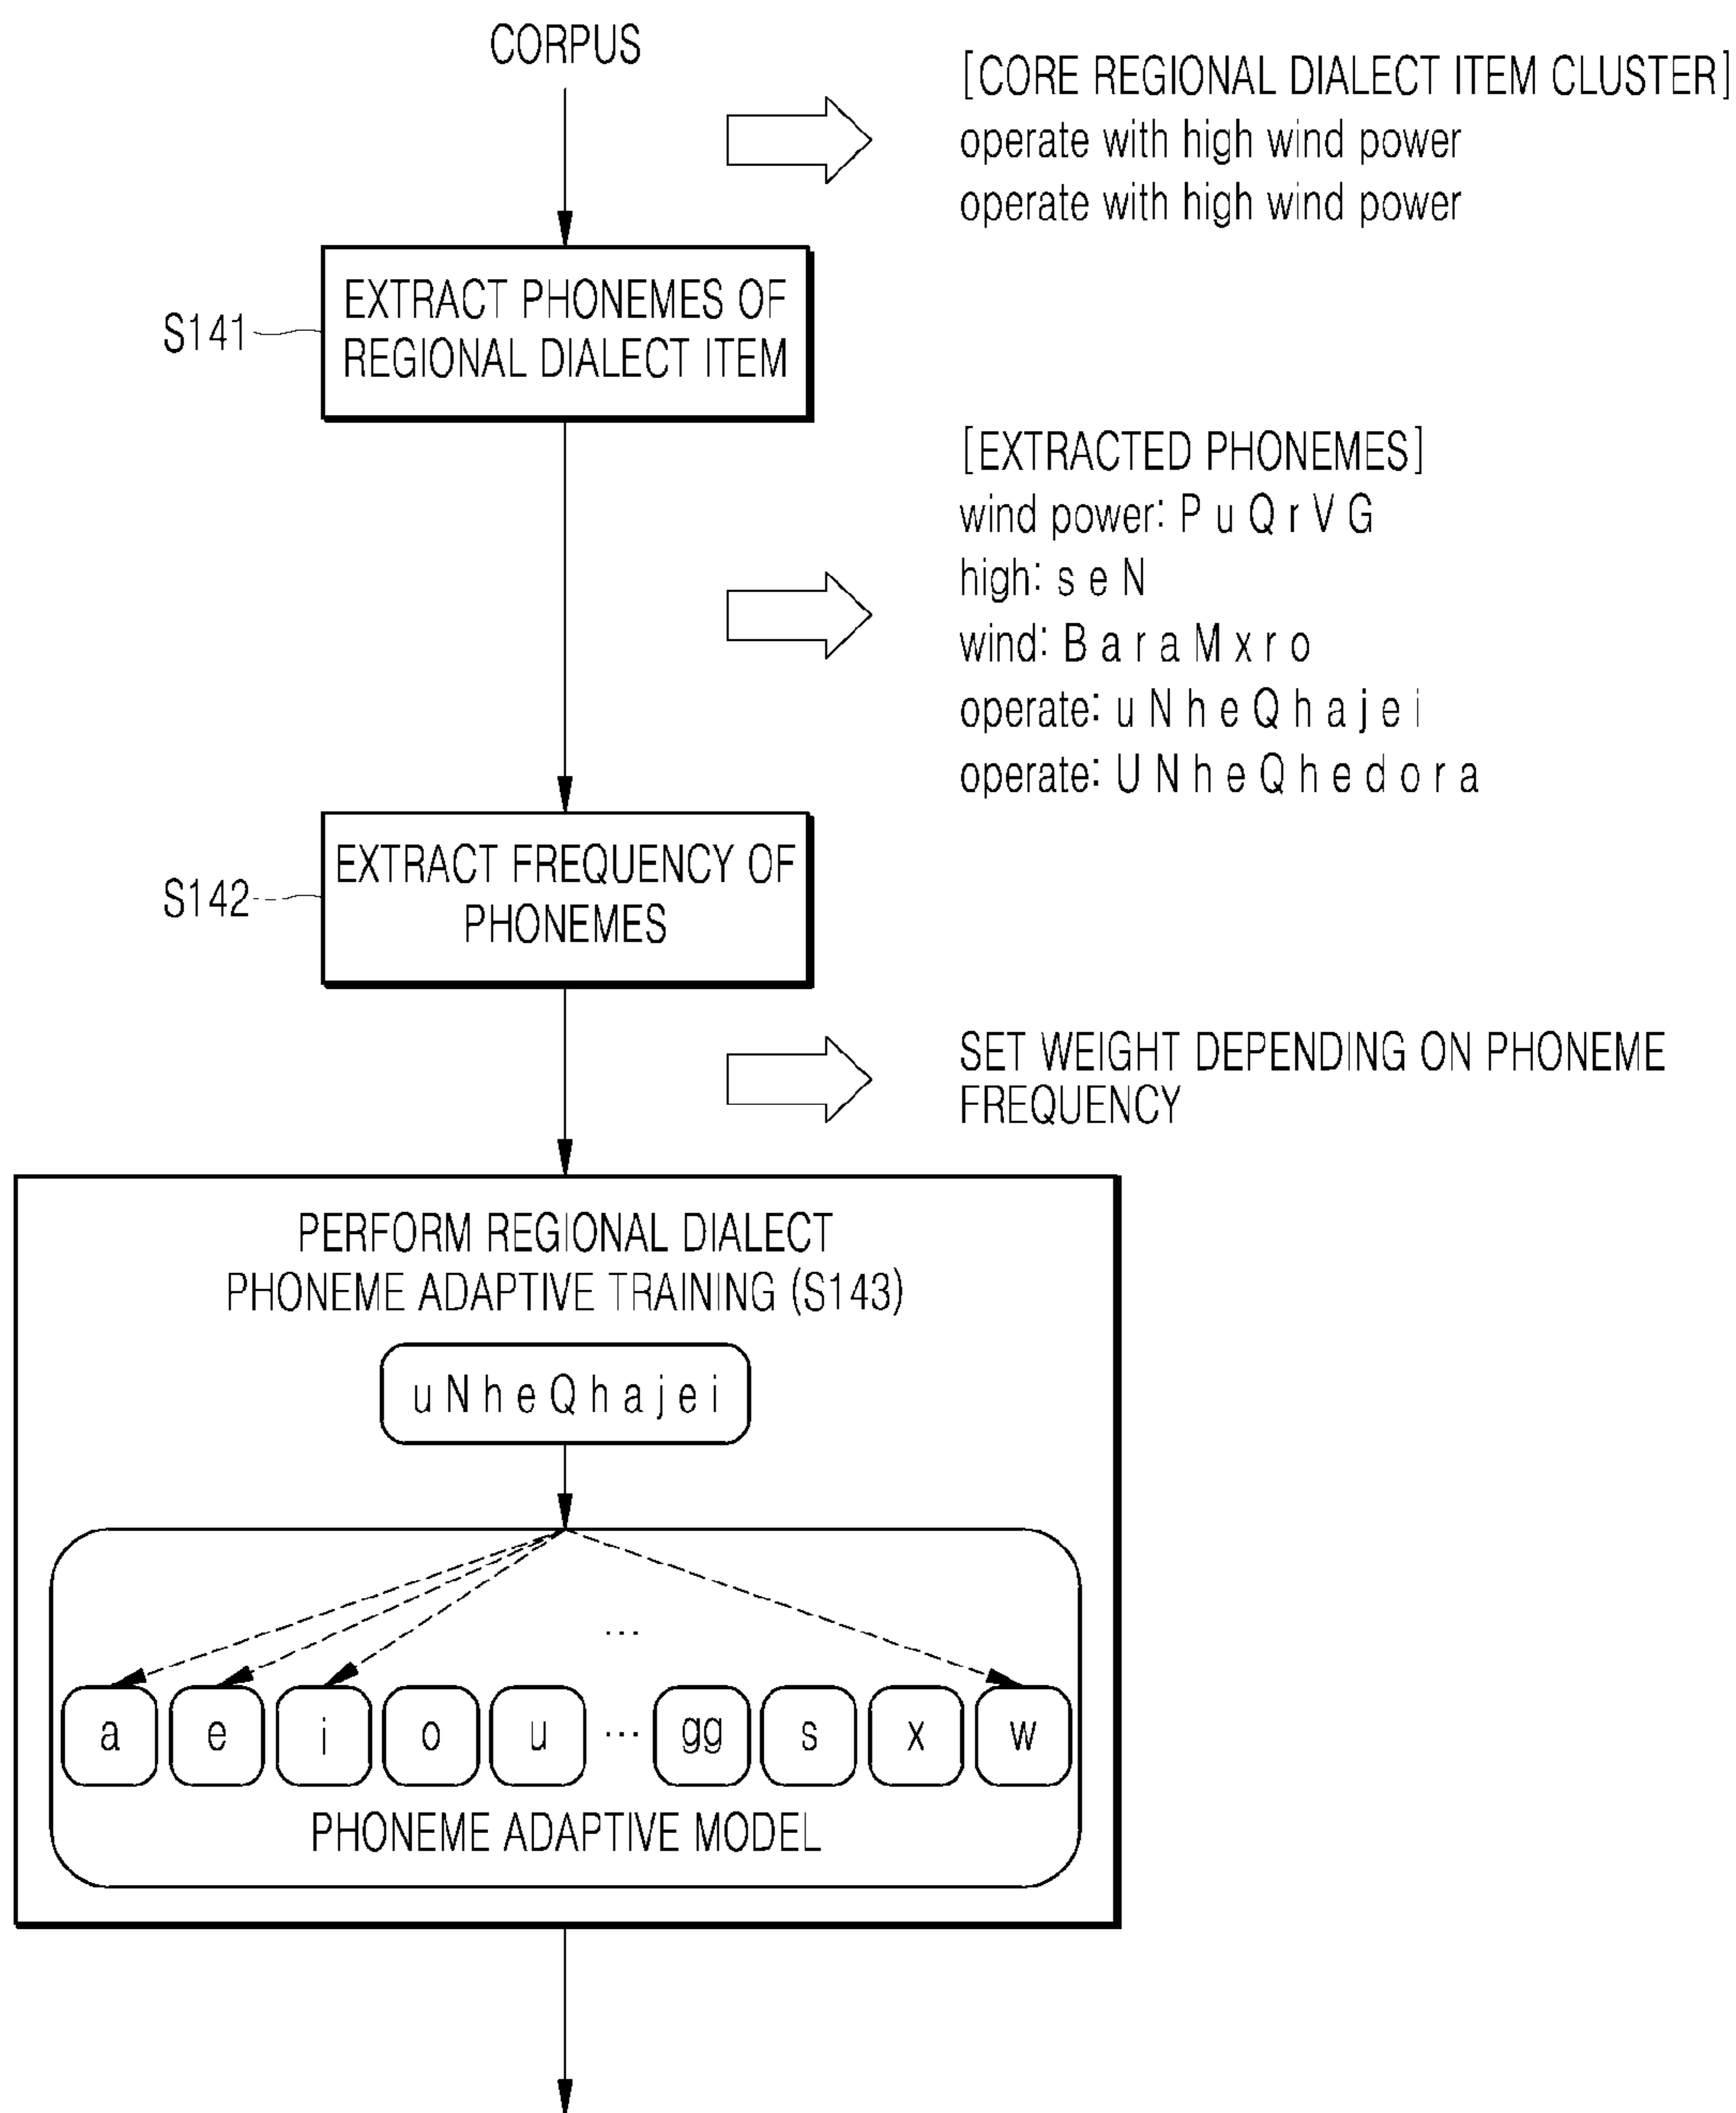 CORPUS
[CORE REGIONAL DIALECT ITEM CLUSTER]
operate with high wind power
operate with high wind power
S141
EXTRACT PHONEMES OF
REGIONAL DIALECT ITEM
[EXTRACTED PHONEMES]
wind power: P u Q r V G
high: s e N
wind: B a r a M x r o
operate: u N h e Q h a j e i
operate: U N h e Q h e d o r a
S142
EXTRACT FREQUENCY OF
PHONEMES
SET WEIGHT DEPENDING ON PHONEME
FREQUENCY
PERFORM REGIONAL DIALECT
PHONEME ADAPTIVE TRAINING (S143)
u N h e Q h a j e i
...
a e i o u ... gg s x w
PHONEME ADAPTIVE MODEL